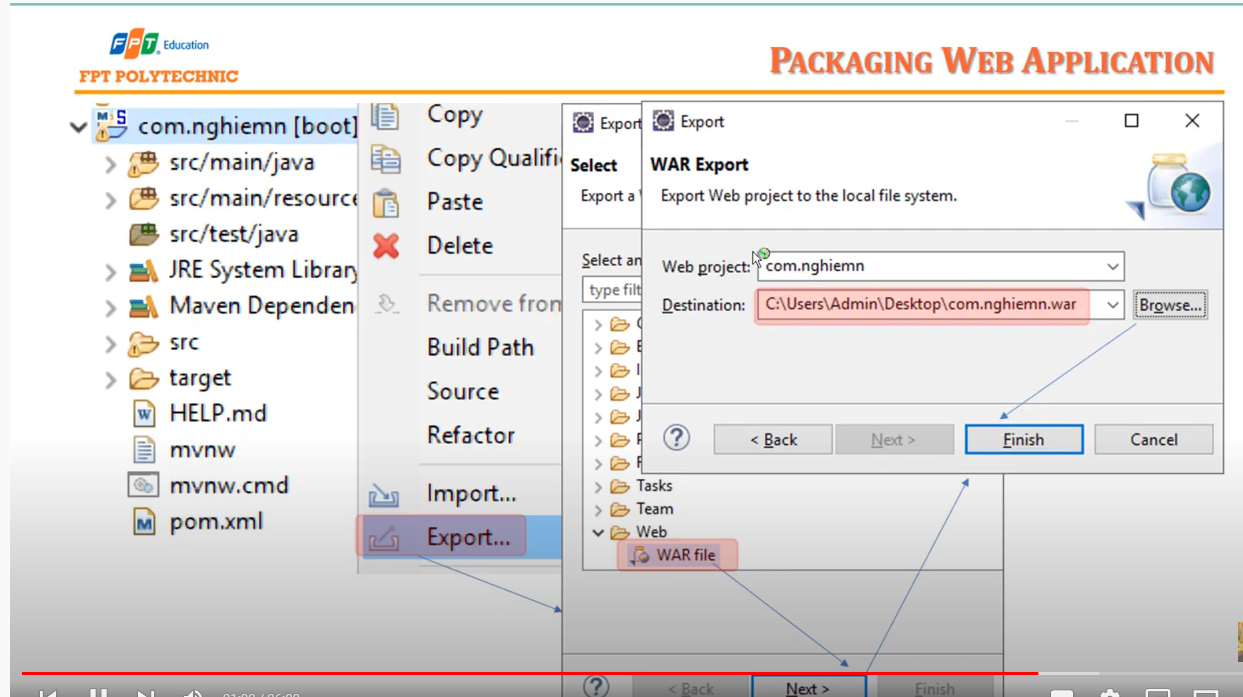 FPT Education
FPT POLYTECHNIC
PACKAGING WEB APPLICATION
com.nghiemn [boot]
src/main/java
src/main/resource
src/test/java
JRE System Library
Maven Dependen
src
target
HELP.md
mvnw
mvnw.cmd
pom.xml
Copy
Copy Qualifi
Paste
Delete
Remove from
Build Path
Source
Refactor
Import...
Export...
Export
Select
Export a
Select an
type filt
Tasks
Team
Web
WAR file
< Back
Next >
Finish
Export
WAR Export
Export Web project to the local file system.
Web project:
com.nghiemn
Destination:
C:\Users\Admin\Desktop\com.nghiemn.war
Browse...
< Back
Next >
Finish
Cancel